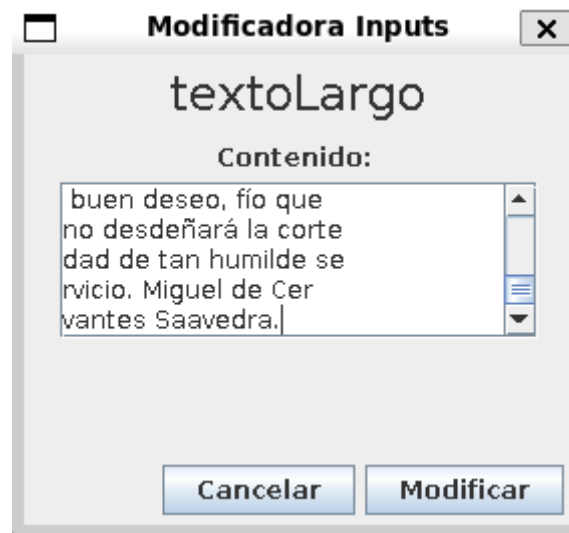 Modificadora Inputs
textoLargo
Contenido:
buen deseo, fío que
no desdeñará la corte
dad de tan humilde se
rvicio. Miguel de Cer
vantes Saavedra.
Cancelar
Modificar